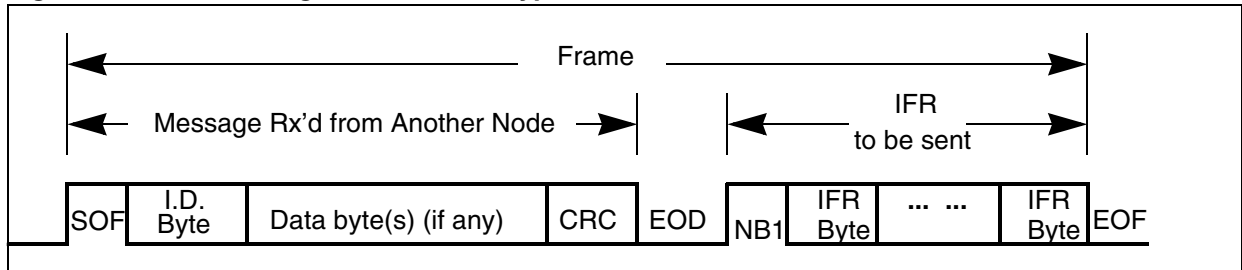 Frame
Message Rx'd from Another Node
IFR
to be sent
SOF
I.D.
Byte
Data byte(s) (if any)
CRC
EOD
NB1
IFR
Byte
... ...
IFR
Byte
EOF